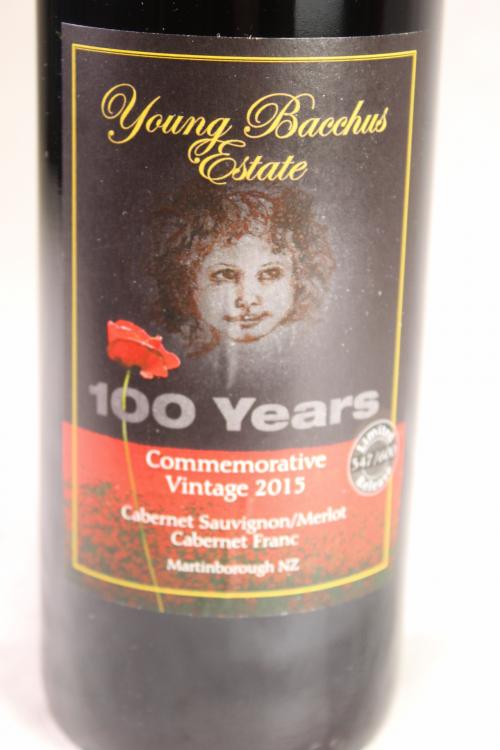 Young Bacchus
Estate
100 Years
Commemorative
Vintage 2015
Limited
547/600
Release
Cabernet Sauvignon/Merlot
Cabernet Franc
Martinborough NZ